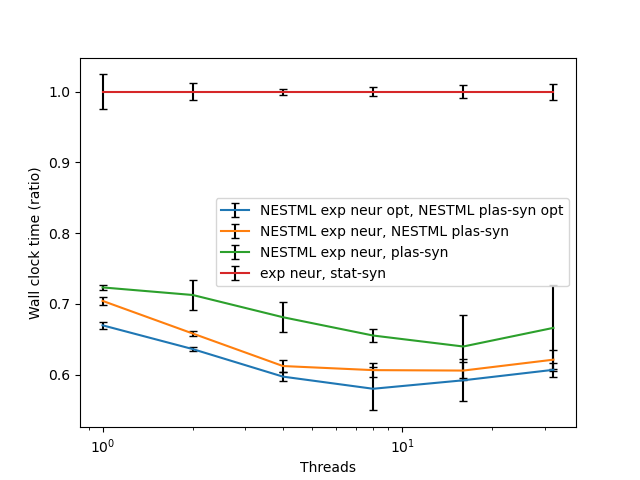 1.0
0.9
0.8
0.7
0.6
Wall clock time (ratio)
NESTML exp neur opt, NESTML plas-syn opt
NESTML exp neur, NESTML plas-syn
NESTML exp neur, plas-syn
exp neur, stat-syn
10⁰
10¹
Threads